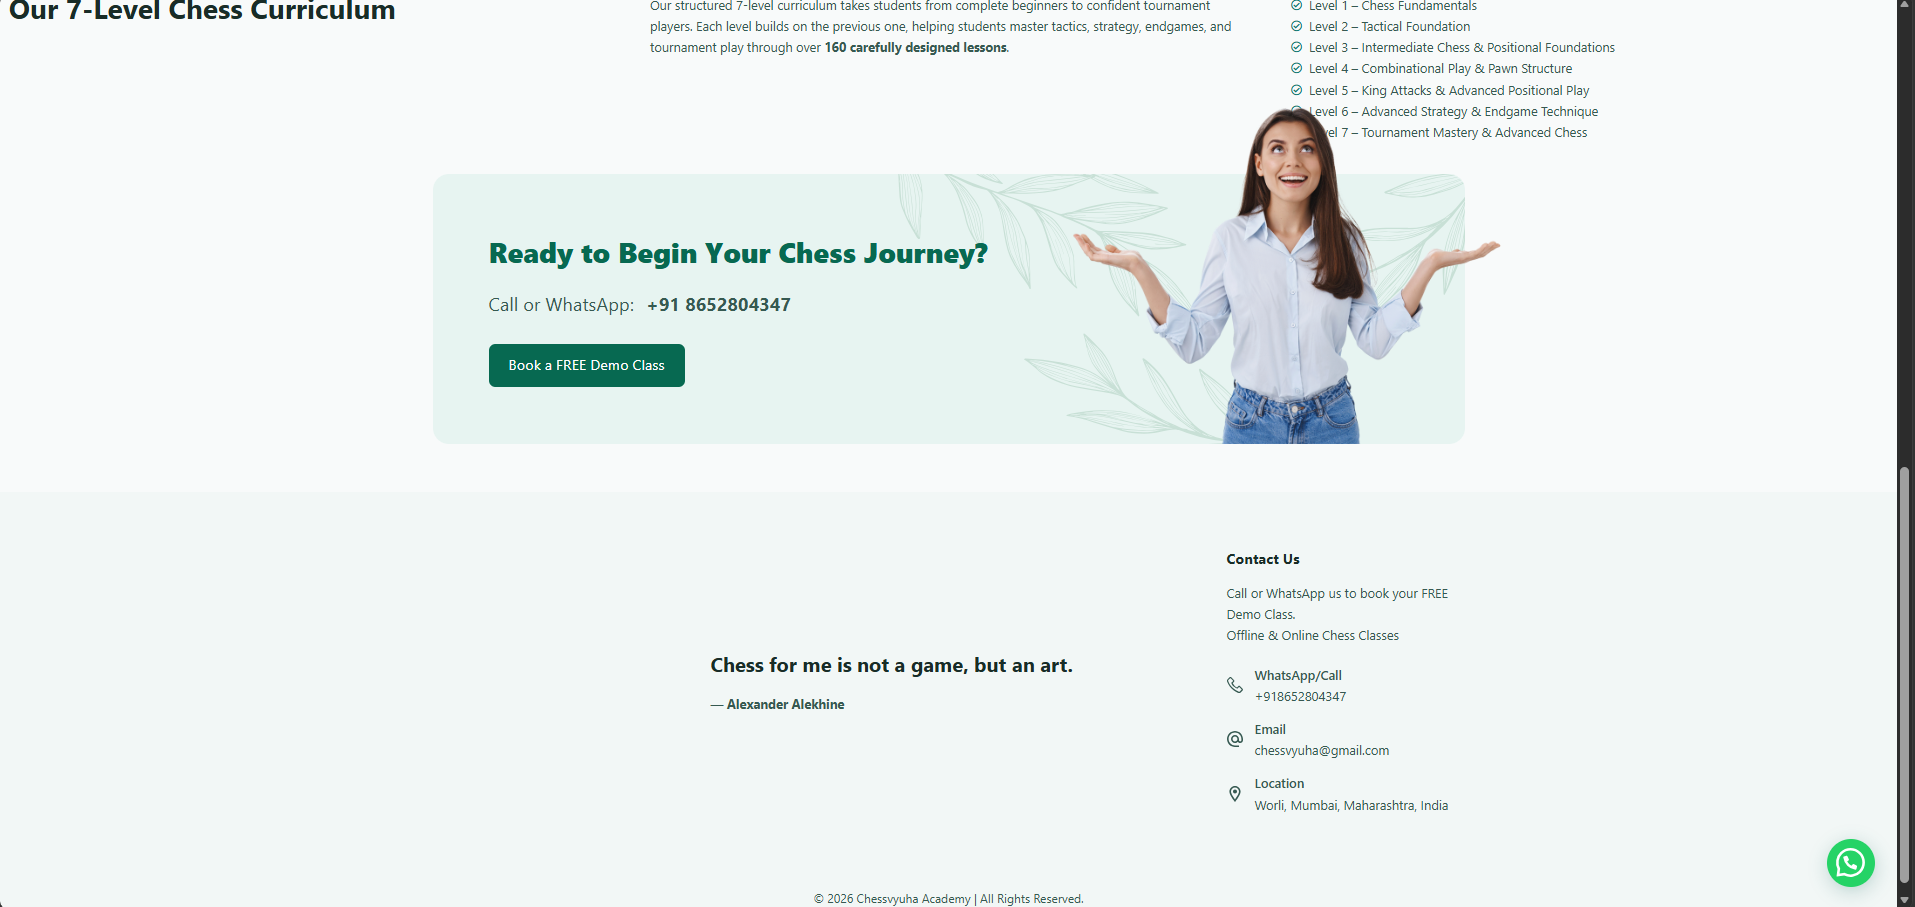 Our 7-Level Chess Curriculum
Our structured 7-level curriculum takes students from complete beginners to confident tournament
players. Each level builds on the previous one, helping students master tactics, strategy, endgames, and
tournament play through over 160 carefully designed lessons.
Level 1 – Chess Fundamentals
Level 2 – Tactical Foundation
Level 3 – Intermediate Chess & Positional Foundations
Level 4 – Combinational Play & Pawn Structure
Level 5 – King Attacks & Advanced Positional Play
Level 6 – Advanced Strategy & Endgame Technique
vel 7 – Tournament Mastery & Advanced Chess
Ready to Begin Your Chess Journey?
Call or WhatsApp: +91 8652804347
Book a FREE Demo Class
Chess for me is not a game, but an art.
— Alexander Alekhine
Contact Us
Call or WhatsApp us to book your FREE
Demo Class.
Offline & Online Chess Classes
WhatsApp/Call
+918652804347
Email
chessvyuha@gmail.com
Location
Worli, Mumbai, Maharashtra, India
© 2026 Chessvyuha Academy | All Rights Reserved.